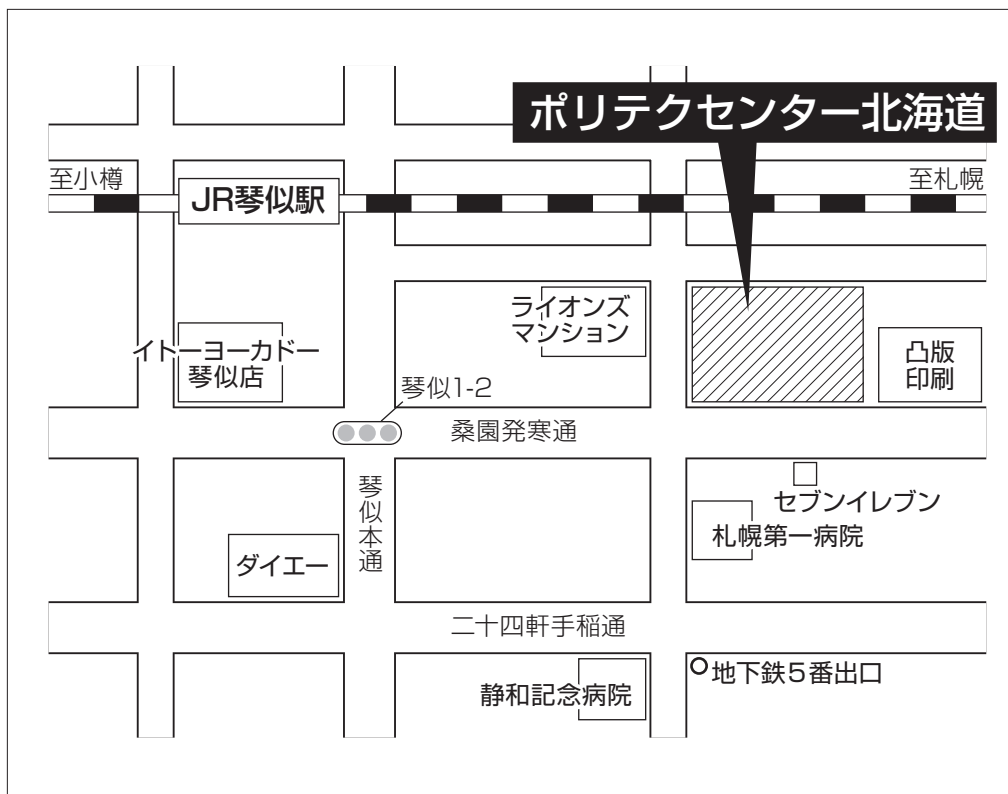 ポリテクセンター北海道
至小樽
JR琴似駅
至札幌
ライオンズ
マンション
イトーヨーカドー
琴似店
凸版
印刷
琴似1-2
桑園発寒通
琴似本通
セブンイレブン
札幌第一病院
ダイエー
二十四軒手稲通
静和記念病院
地下鉄5番出口